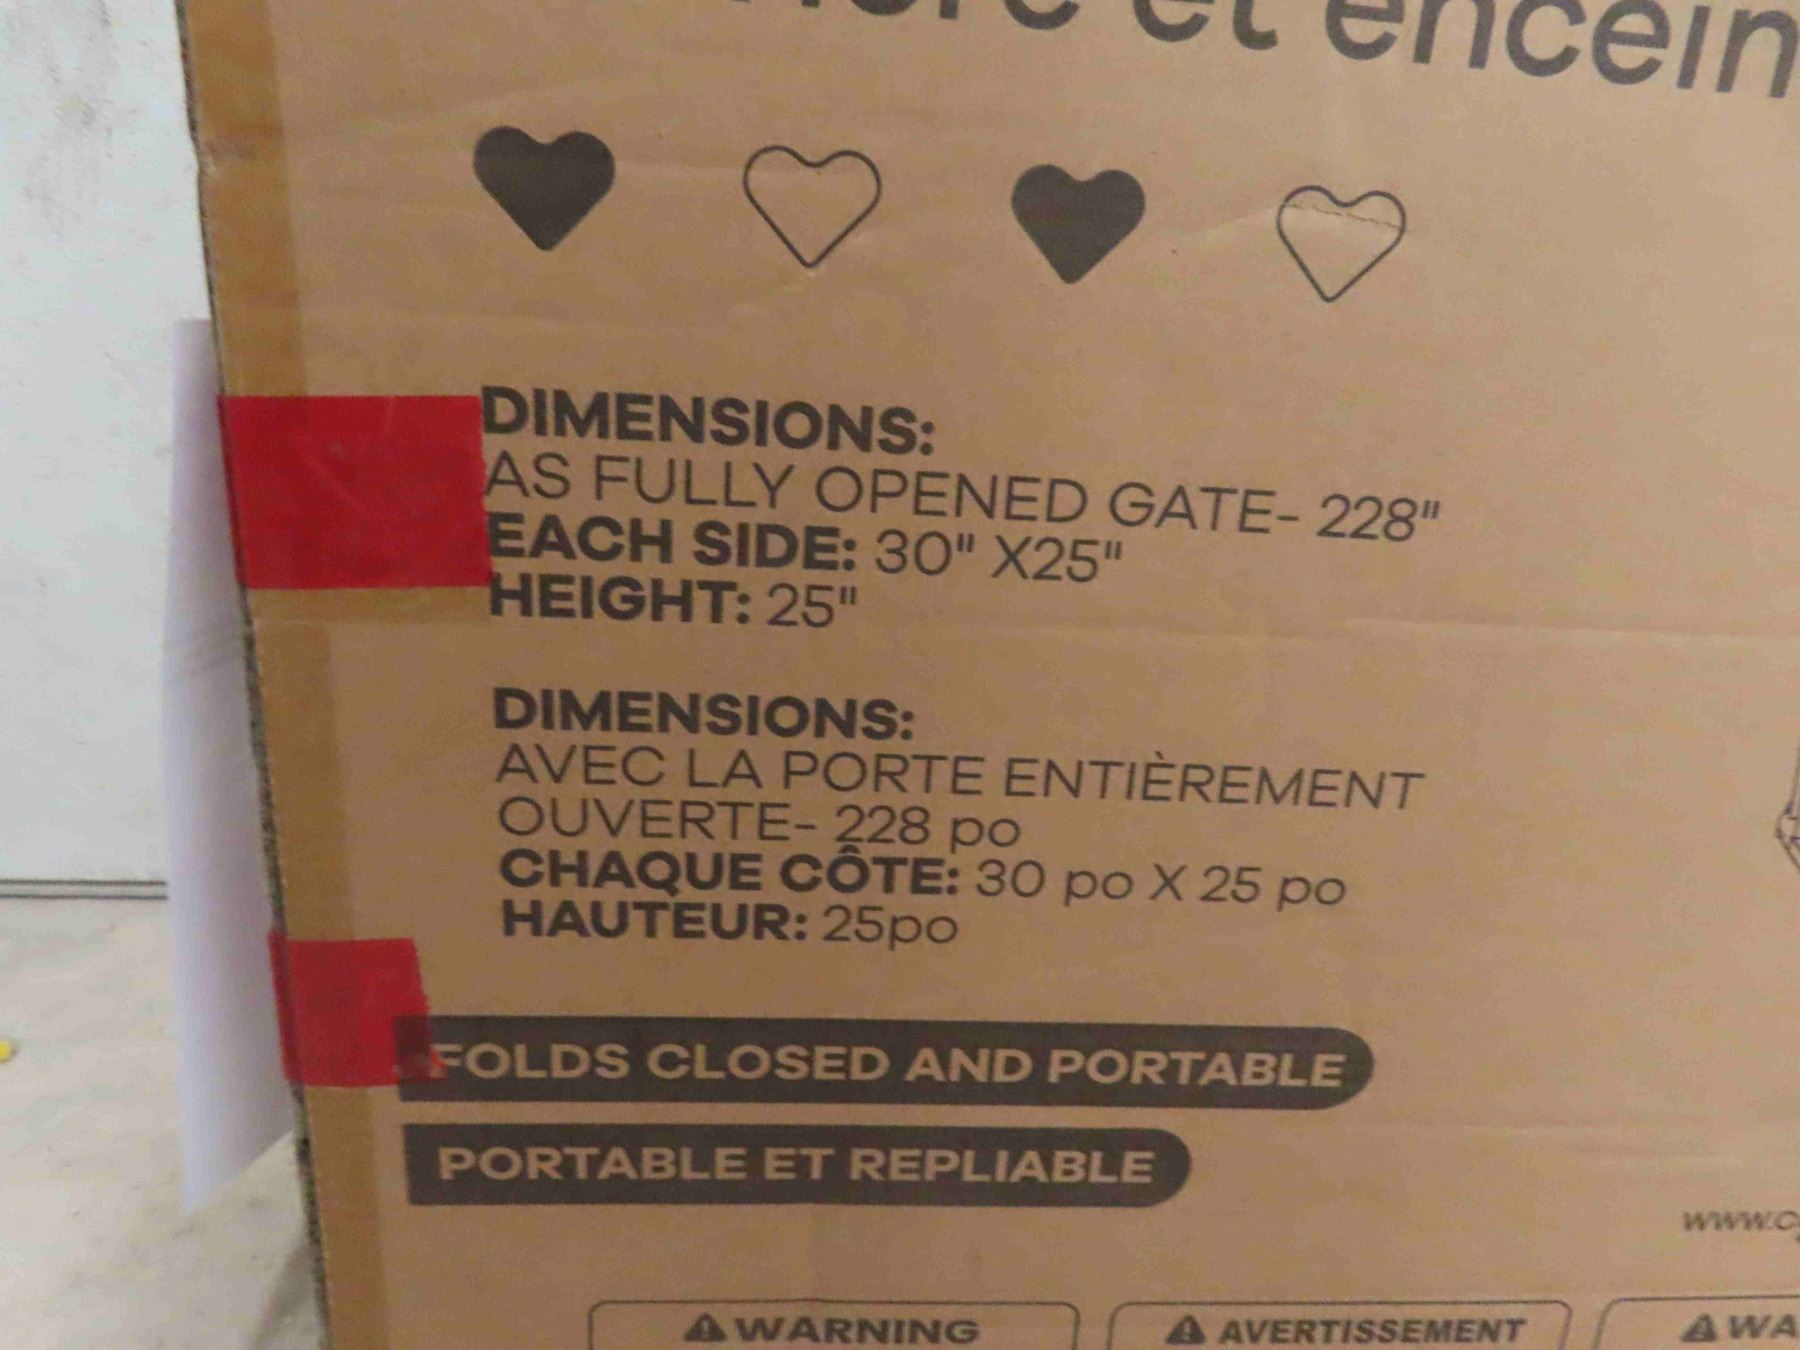 et
DIMENSIONS:
AS FULLY OPENED GATE- 228"
EACH SIDE: 30" X25"
HEIGHT: 25"
DIMENSIONS:
AVEC LA PORTE ENTIÈREMENT
OUVERTE- 228 po
CHAQUE CÔTE: 30 po X 25 po
HAUTEUR: 25po
FOLDS CLOSED AND PORTABLE
PORTABLE ET REPLIABLE
WARNING
AVERTISSEMENT